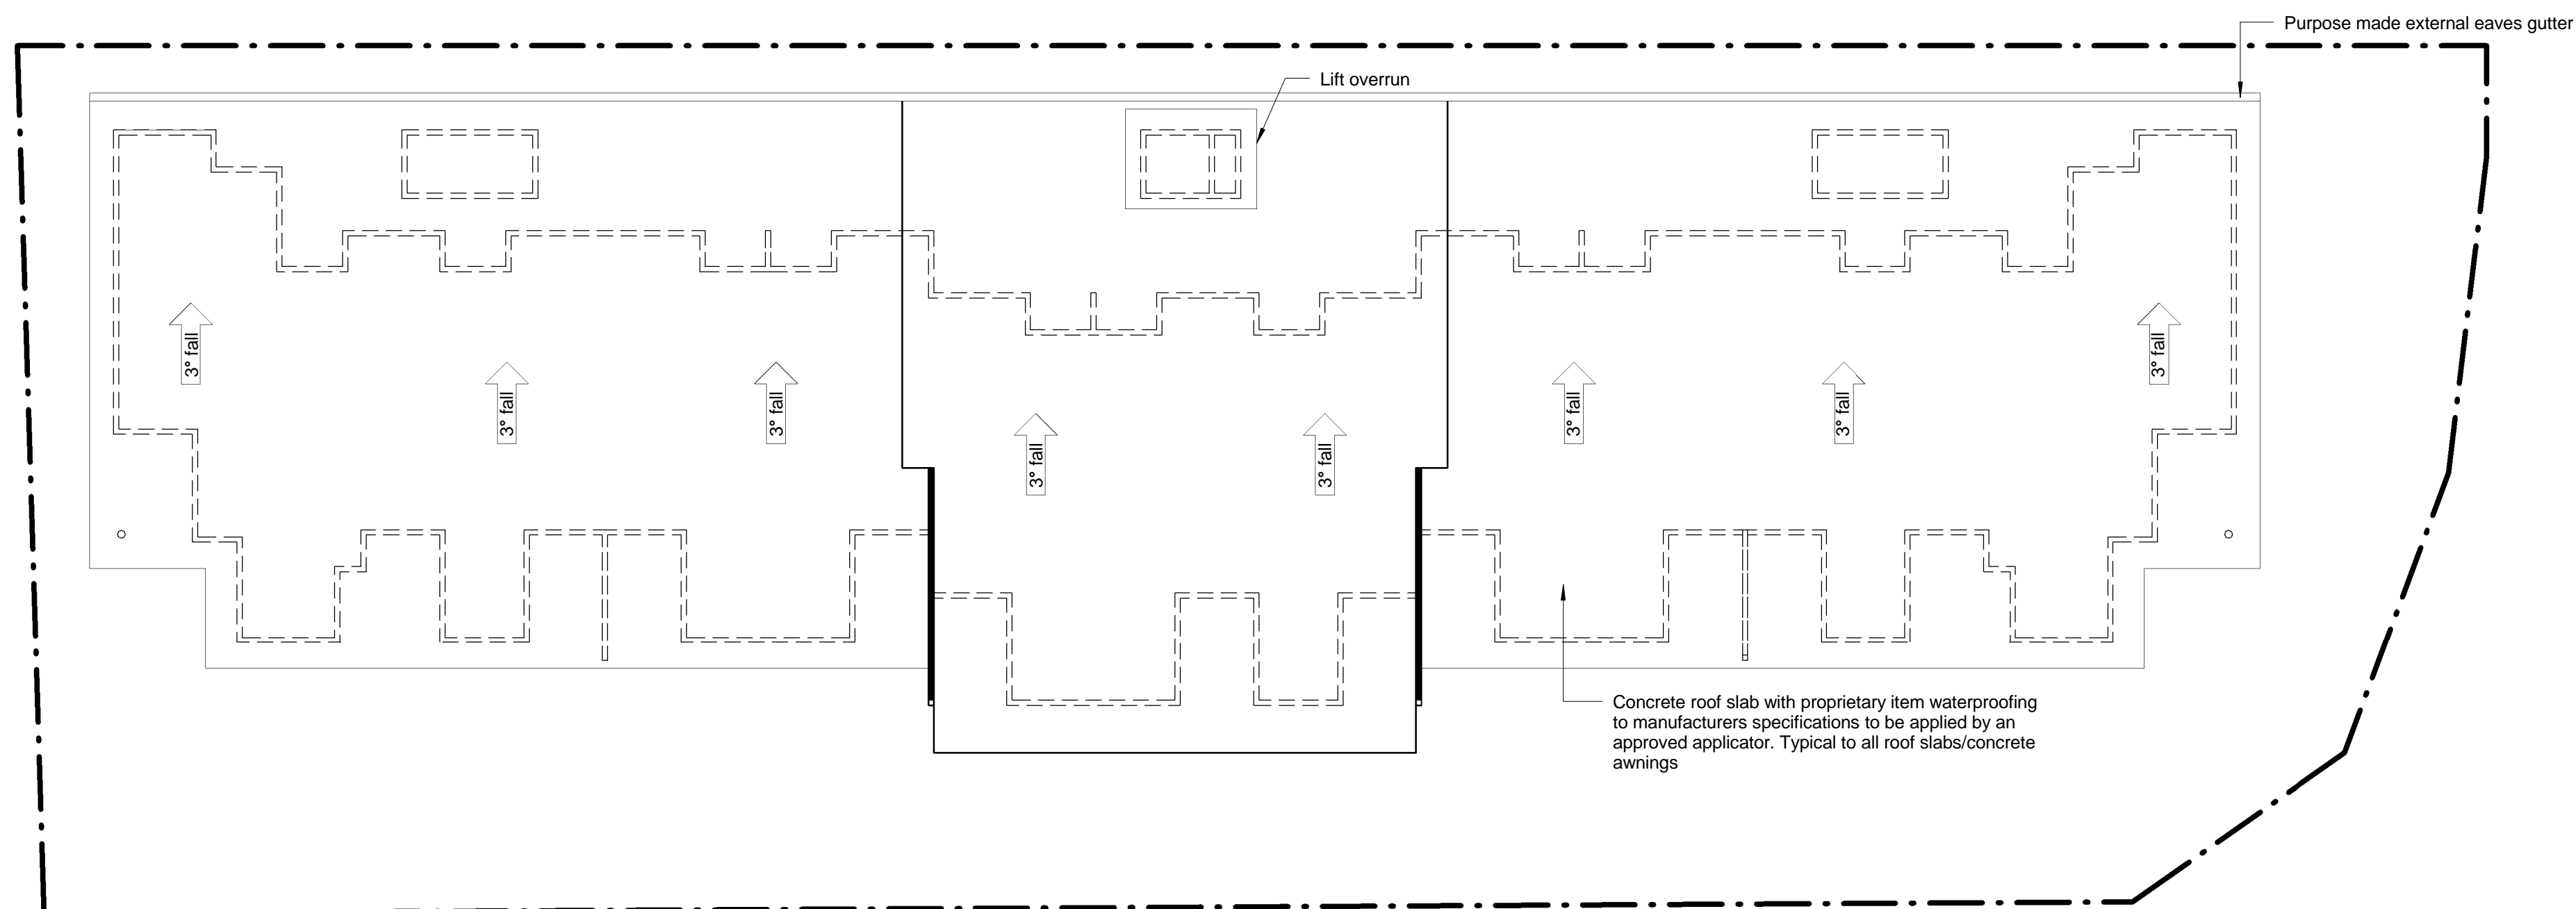 Purpose made external eaves gutter
Lift overrun
3° fall
3° fall
3° fall
3° fall
3° fall
3° fall
3° fall
3° fall
Concrete roof slab with proprietary item waterproofing
to manufacturers specifications to be applied by an
approved applicator. Typical to all roof slabs/concrete
awnings